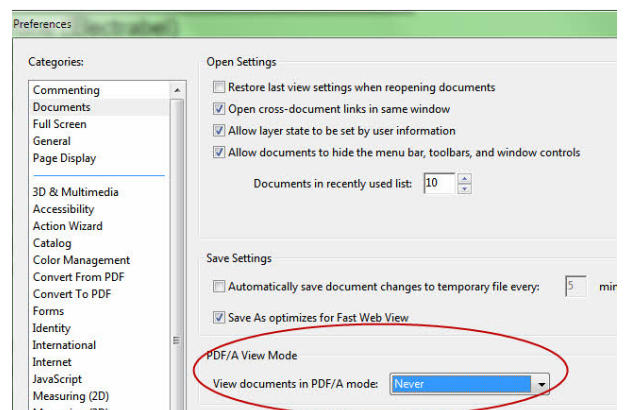 Preferences
Categories:
Commenting
Documents
Full Screen
General
Page Display
3D & Multimedia
Accessibility
Action Wizard
Catalog
Color Management
Convert From PDF
Convert To PDF
Forms
Identity
International
Internet
JavaScript
Measuring (2D)
Open Settings
Restore last view settings when reopening documents
Open cross-document links in same window
Allow layer state to be set by user information
Allow documents to hide the menu bar, toolbars, and window controls
Documents in recently used list: 10
Save Settings
Automatically save document changes to temporary file every: 5 min
Save As optimizes for Fast Web View
PDF/A View Mode
View documents in PDF/A mode: Never